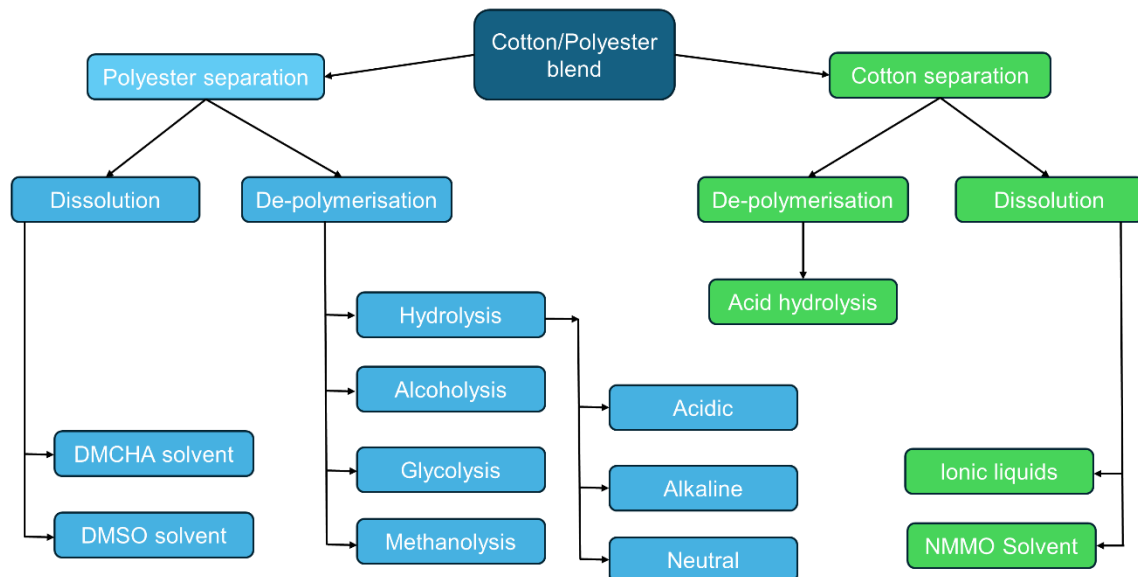 Cotton/Polyester
blend
Polyester separation
Cotton separation
Dissolution
De-polymerisation
De-polymerisation
Dissolution
Hydrolysis
Acid hydrolysis
Alcoholysis
Acidic
DMCHA solvent
Glycolysis
Alkaline
Ionic liquids
DMSO solvent
Methanolysis
Neutral
NMMO Solvent